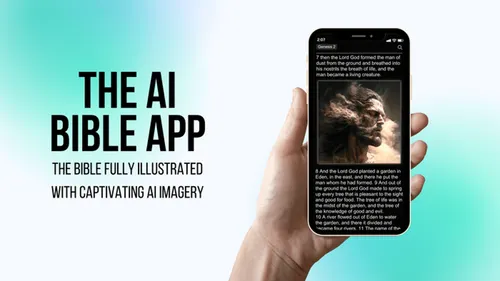 THE AI
BIBLE APP
THE BIBLE FULLY ILLUSTRATED
WITH CAPTIVATING AI IMAGERY
2:07
Genesis 2
7 then the Lord God formed the man of
dust from the ground and breathed into
his nostrils the breath of life, and the
man became a living creature.
8 And the Lord God planted a garden in
Eden, in the east, and there he put the
man whom he had formed. 9 And out of
the ground the Lord God made to spring
up every tree that is pleasant to the sight
and good for food. The tree of life was in
the midst of the garden, and the tree of
the knowledge of good and evil.
10 A river flowed out of Eden to water
the garden, and there it divided and
became four rivers. 11 The name of the